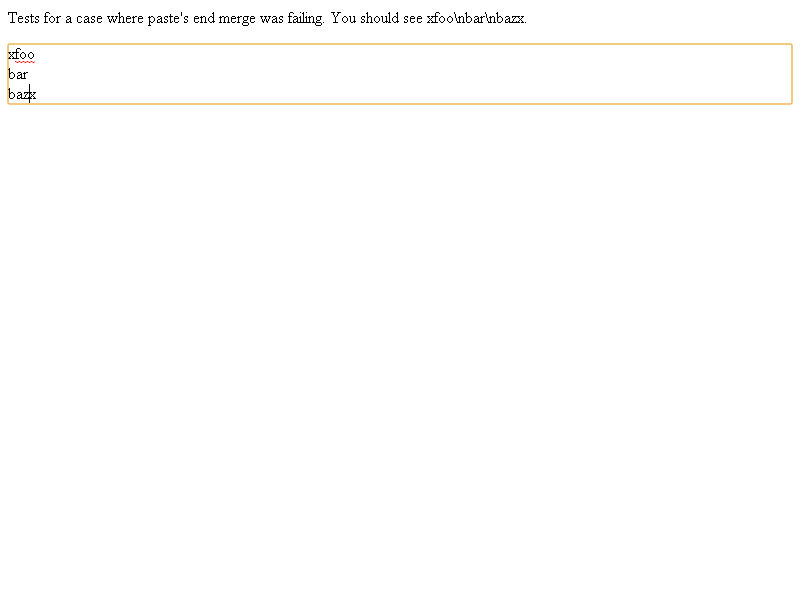 Tests for a case where paste's end merge was failing. You should see xfoo\nbar\nbazx.
xfoo
bar
bazx